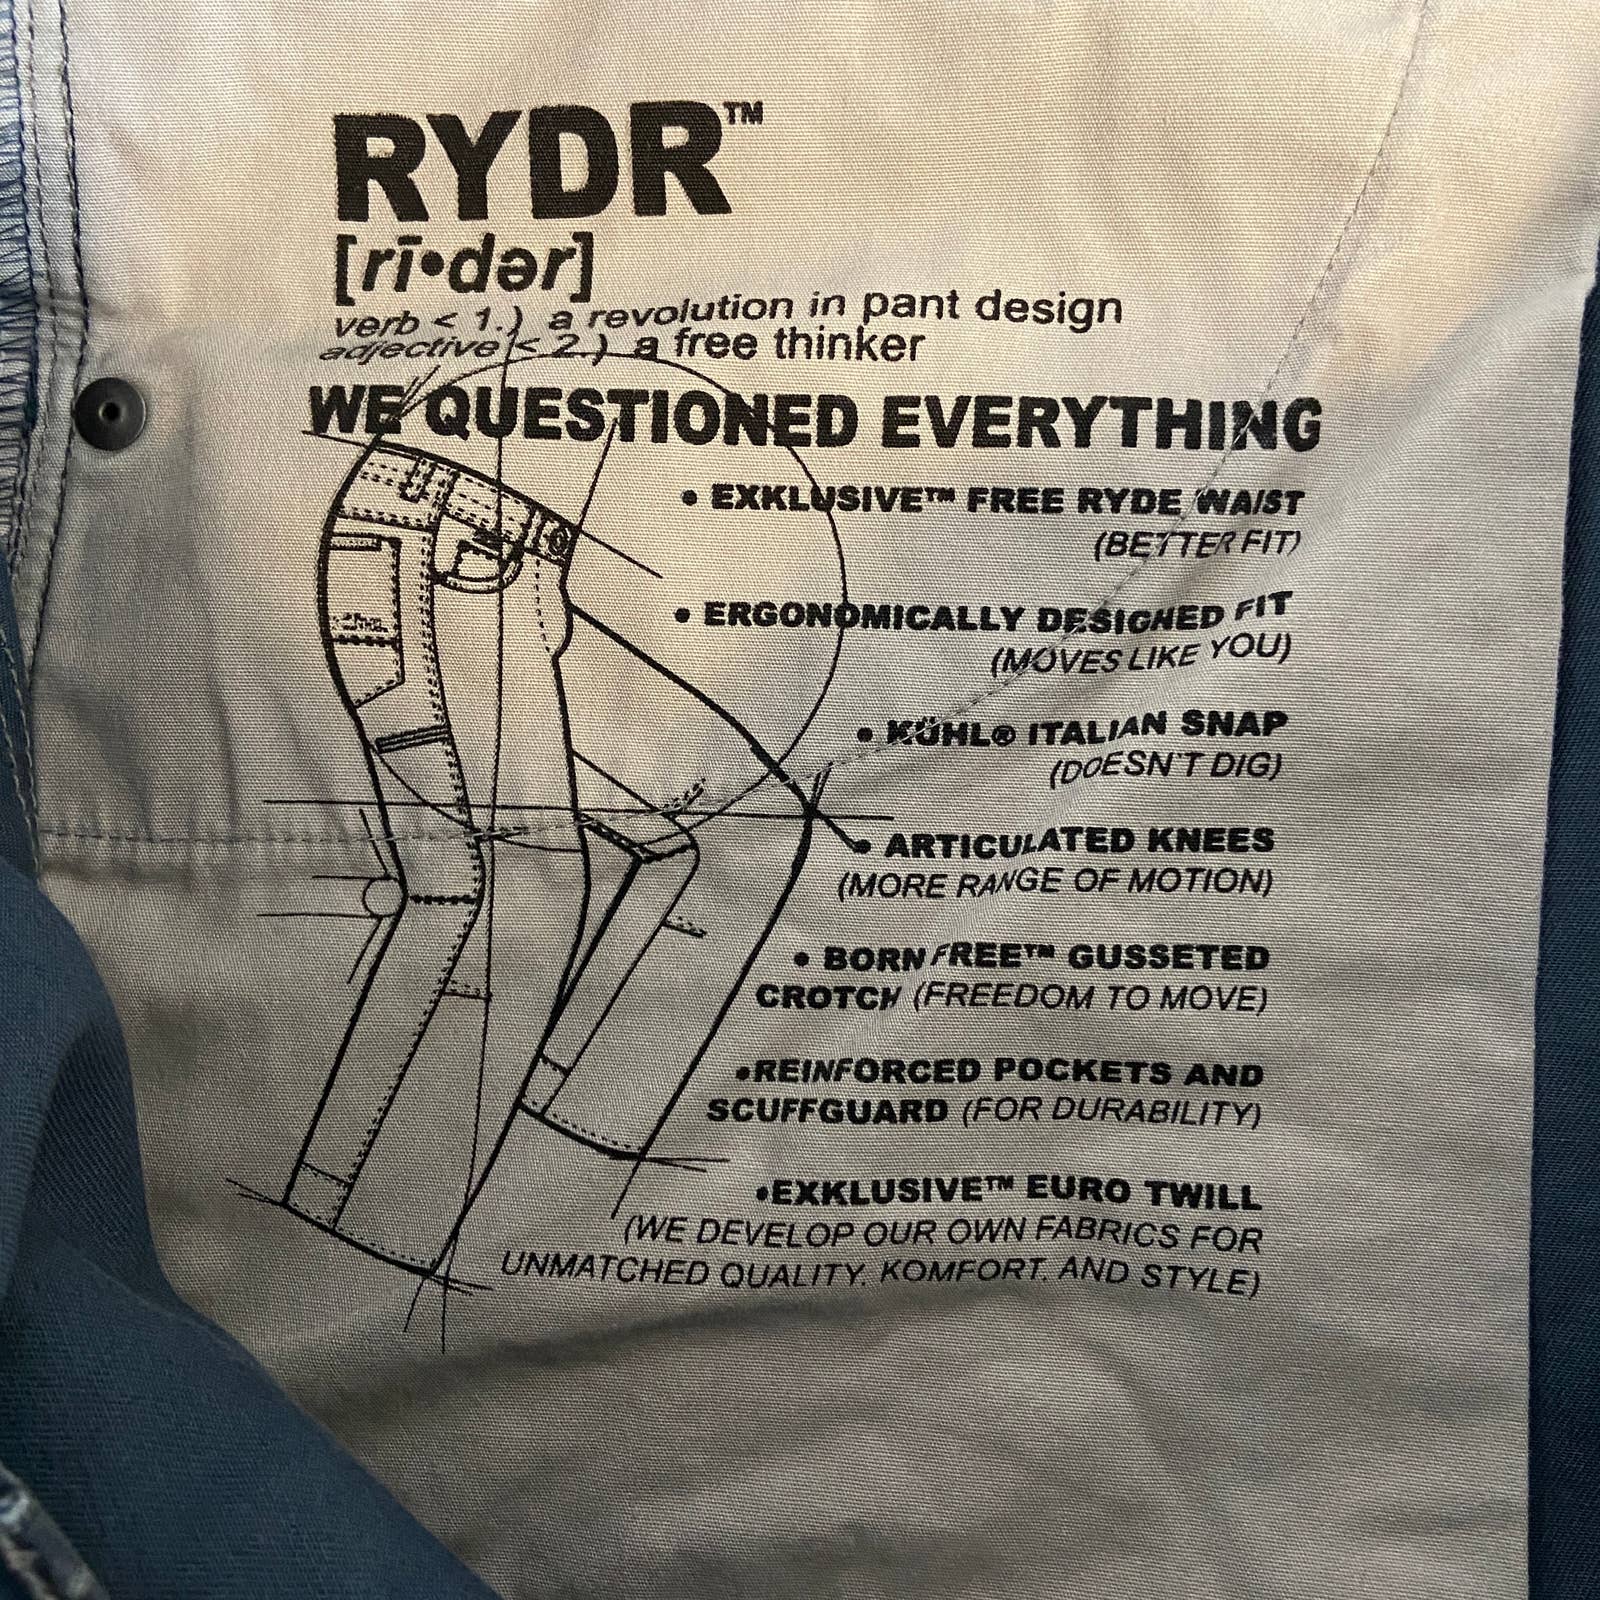 RYDR™
[rī•dər]
verb < 1.) a revolution in pant design
adjective < 2.) a free thinker
WE QUESTIONED EVERYTHING
• EXKLUSIVE™ FREE RYDE WAIST
(BETTER FIT)
• ERGONOMICALLY DESIGNED FIT
(MOVES LIKE YOU)
• KÜHL® ITALIAN SNAP
(DOESN'T DIG)
• ARTICULATED KNEES
(MORE RANGE OF MOTION)
• BORN FREE™ GUSSETED
CROTCH (FREEDOM TO MOVE)
•REINFORCED POCKETS AND
SCUFFGUARD (FOR DURABILITY)
•EXKLUSIVE™ EURO TWILL
(WE DEVELOP OUR OWN FABRICS FOR
UNMATCHED QUALITY, KOMFORT, AND STYLE)